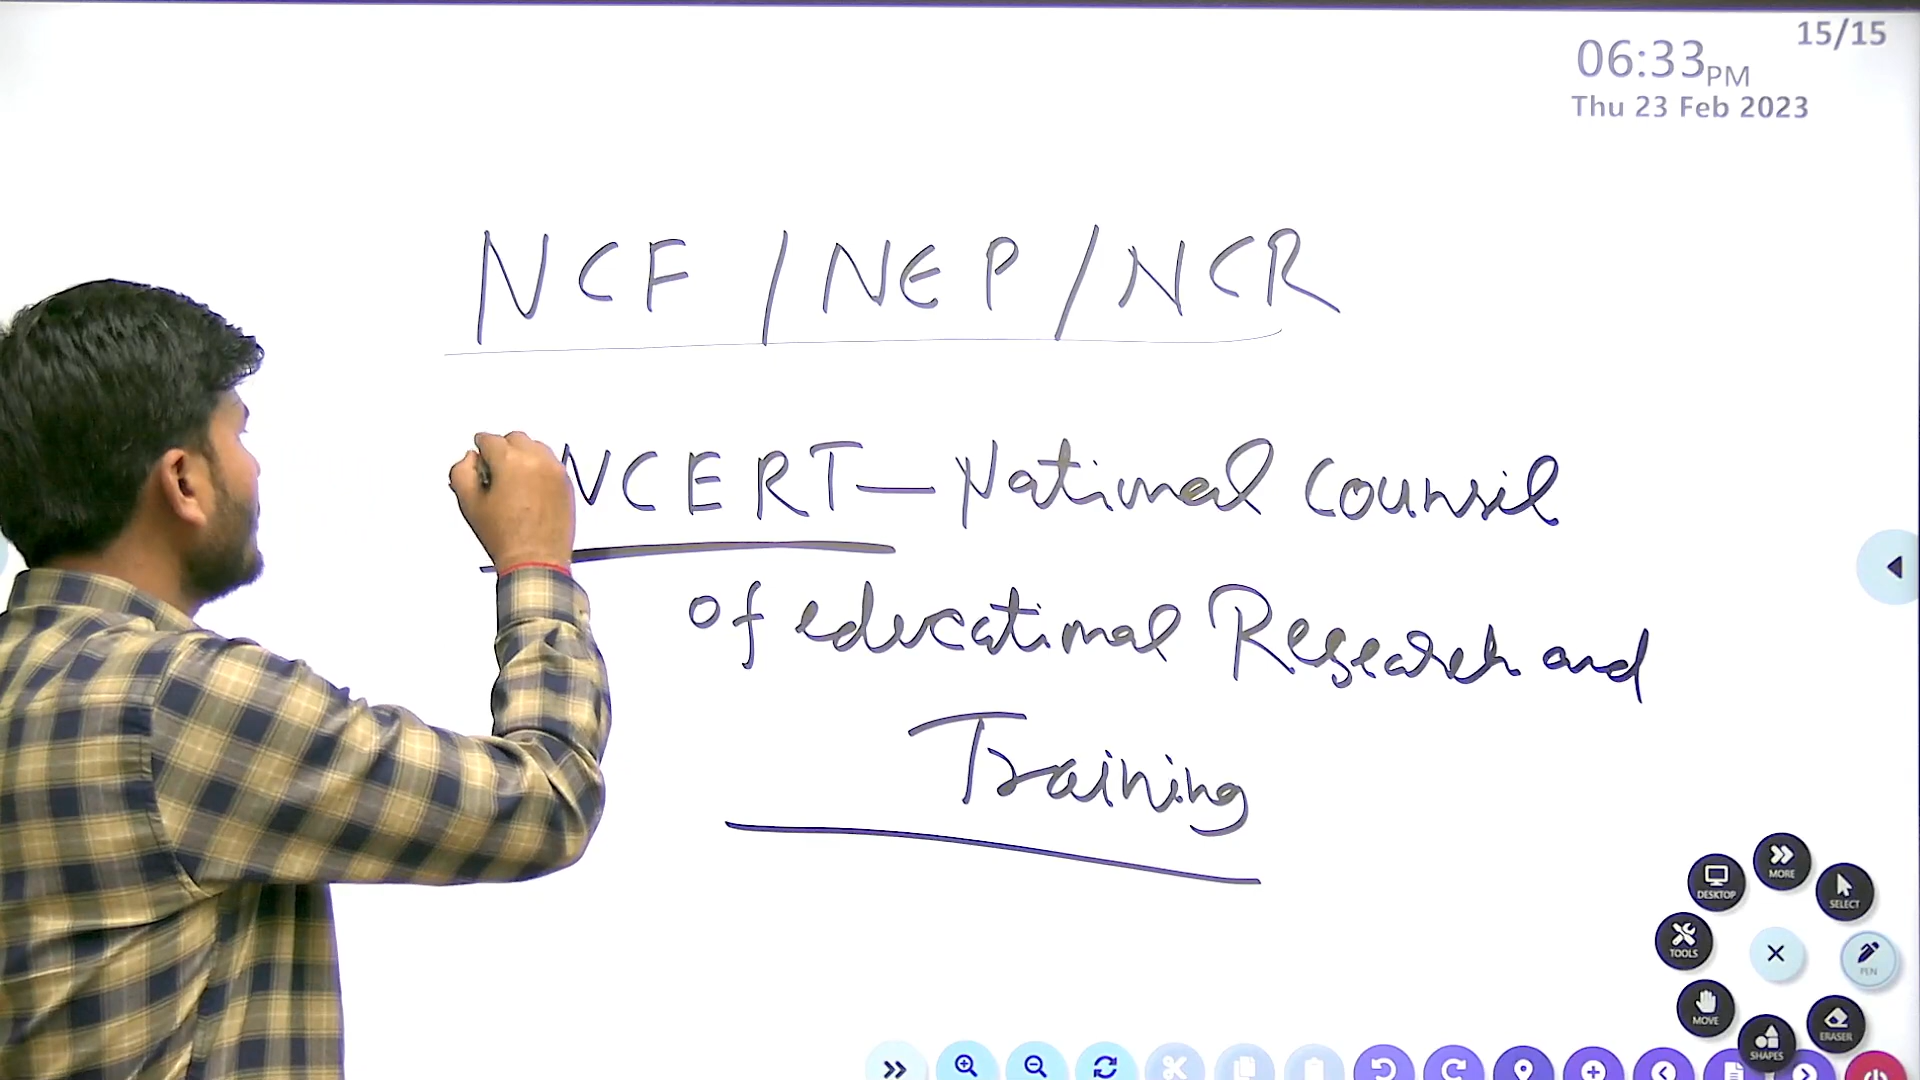 15/15
06:33PM
Thu 23 Feb 2023
NCF / NEP / NCR
NCERT — National Counsil
of educational Research and
Training
MORE
DESKTOP
SELECT
TOOLS
PEN
MOVE
ERASER
SHAPES